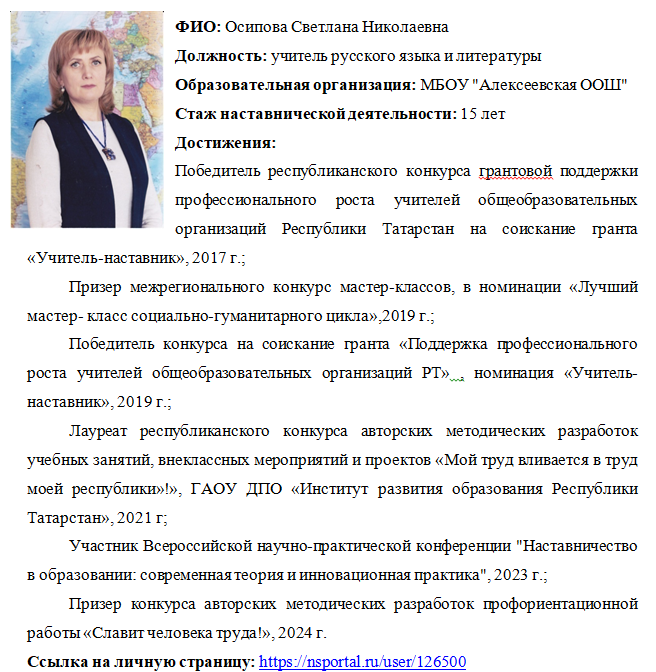 ФИО: Осипова Светлана Николаевна
Должность: учитель русского языка и литературы
Образовательная организация: МБОУ "Алексеевская ООШ"
Стаж наставнической деятельности: 15 лет
Достижения:
Победитель республиканского конкурса грантовой поддержки
профессионального роста учителей общеобразовательных
организаций Республики Татарстан на соискание гранта
«Учитель-наставник», 2017 г.;
Призер межрегионального конкурс мастер-классов, в номинации «Лучший
мастер- класс социально-гуманитарного цикла»,2019 г.;
Победитель конкурса на соискание гранта «Поддержка профессионального
роста учителей общеобразовательных организаций РТ» , номинация «Учитель-
наставник», 2019 г.;
Лауреат республиканского конкурса авторских методических разработок
учебных занятий, внеклассных мероприятий и проектов «Мой труд вливается в труд
моей республики»!», ГАОУ ДПО «Институт развития образования Республики
Татарстан», 2021 г;
Участник Всероссийской научно-практической конференции "Наставничество
в образовании: современная теория и инновационная практика", 2023 г.;
Призер конкурса авторских методических разработок профориентационной
работы «Славит человека труда!», 2024 г.
Ссылка на личную страницу: https://nsportal.ru/user/126500